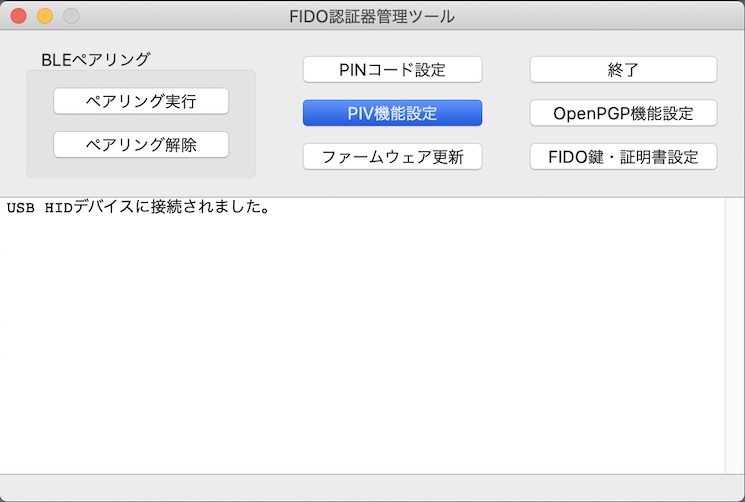 FIDO認証器管理ツール
BLEペアリング
ペアリング実行
ペアリング解除
PINコード設定
PIV機能設定
ファームウェア更新
終了
OpenPGP機能設定
FIDO鍵・証明書設定
USB HIDデバイスに接続されました。